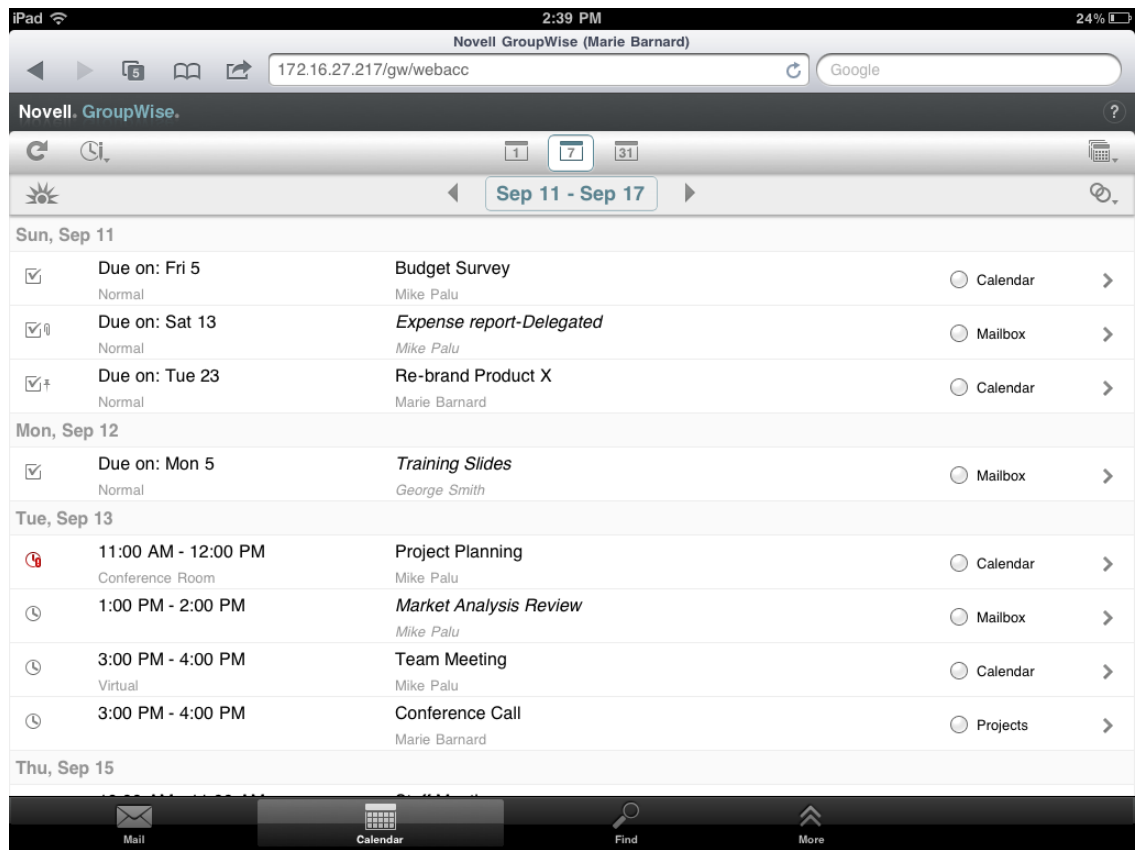 iPad 2:39 PM 24%
Novell GroupWise (Marie Barnard)
5 172.16.27.217/gw/webacc Google
Novell. GroupWise. ?
1 7 31
Sep 11 - Sep 17
Sun, Sep 11
Due on: Fri 5 Budget Survey Calendar
Normal Mike Palu
Due on: Sat 13 Expense report-Delegated Mailbox
Normal Mike Palu
Due on: Tue 23 Re-brand Product X Calendar
Normal Marie Barnard
Mon, Sep 12
Due on: Mon 5 Training Slides Mailbox
Normal George Smith
Tue, Sep 13
11:00 AM - 12:00 PM Project Planning Calendar
Conference Room Mike Palu
1:00 PM - 2:00 PM Market Analysis Review Mailbox
Mike Palu
3:00 PM - 4:00 PM Team Meeting Calendar
Virtual Mike Palu
3:00 PM - 4:00 PM Conference Call Projects
Marie Barnard
Thu, Sep 15
Mail Calendar Find More